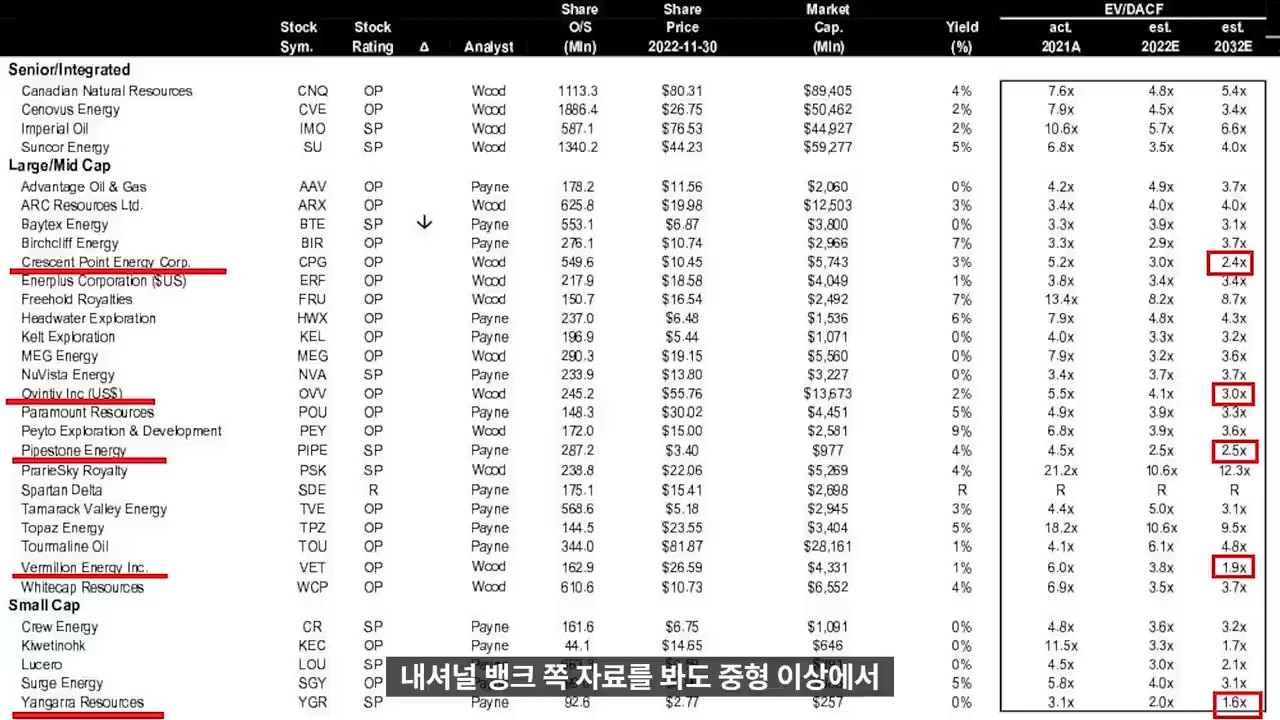 Share Share Market EV/DACF
Stock Stock O/S Price Cap. Yield act. est. est.
Sym. Rating Δ Analyst (Mln) 2022-11-30 (Mln) (%) 2021A 2022E 2032E
Senior/Integrated
Canadian Natural Resources CNQ OP Wood 1113.3 $80.31 $89,405 4% 7.6x 4.8x 5.4x
Cenovus Energy CVE OP Wood 1886.4 $26.75 $50,462 2% 7.9x 4.5x 3.4x
Imperial Oil IMO SP Wood 587.1 $76.53 $44,927 2% 10.6x 5.7x 6.6x
Suncor Energy SU SP Wood 1340.2 $44.23 $59,277 5% 6.8x 3.5x 4.0x
Large/Mid Cap
Advantage Oil & Gas AAV OP Payne 178.2 $11.56 $2,060 0% 4.2x 4.9x 3.7x
ARC Resources Ltd. ARX OP Wood 625.8 $19.98 $12,503 3% 3.4x 4.0x 4.0x
Baytex Energy BTE SP ↓ Payne 553.1 $6.87 $3,800 0% 3.3x 3.9x 3.1x
Birchcliff Energy BIR OP Payne 276.1 $10.74 $2,966 7% 3.3x 2.9x 3.7x
Crescent Point Energy Corp. CPG OP Wood 549.6 $10.45 $5,743 3% 5.2x 3.0x 2.4x
Enerplus Corporation ($US) ERF OP Wood 217.9 $18.58 $4,049 1% 3.8x 3.4x 3.4x
Freehold Royalties FRU OP Wood 150.7 $16.54 $2,492 7% 13.4x 8.2x 8.7x
Headwater Exploration HWX OP Payne 237.0 $6.48 $1,536 6% 7.9x 4.8x 4.3x
Kelt Exploration KEL OP Payne 196.9 $5.44 $1,071 0% 4.0x 3.3x 3.2x
MEG Energy MEG OP Wood 290.3 $19.15 $5,560 0% 7.9x 3.2x 3.6x
NuVista Energy NVA SP Payne 233.9 $13.80 $3,227 0% 3.4x 3.7x 3.7x
Ovintiv Inc (US$) OVV OP Wood 245.2 $55.76 $13,673 2% 5.5x 4.1x 3.0x
Paramount Resources POU OP Payne 148.3 $30.02 $4,451 5% 4.9x 3.9x 3.3x
Peyto Exploration & Development PEY OP Wood 172.0 $15.00 $2,581 9% 6.8x 3.9x 3.6x
Pipestone Energy PIPE SP Payne 287.2 $3.40 $977 4% 4.5x 2.5x 2.5x
PrarieSky Royalty PSK SP Wood 238.8 $22.06 $5,269 4% 21.2x 10.6x 12.3x
Spartan Delta SDE R Payne 175.1 $15.41 $2,698 R R R R
Tamarack Valley Energy TVE OP Payne 568.6 $5.18 $2,945 3% 4.4x 5.0x 3.1x
Topaz Energy TPZ OP Payne 144.5 $23.55 $3,404 5% 18.2x 10.6x 9.5x
Tourmaline Oil TOU OP Payne 344.0 $81.87 $28,161 1% 4.1x 6.1x 4.8x
Vermilion Energy Inc. VET OP Wood 162.9 $26.59 $4,331 1% 6.0x 3.8x 1.9x
Whitecap Resources WCP OP Wood 610.6 $10.73 $6,552 4% 6.9x 3.5x 3.7x
Small Cap
Crew Energy CR SP Payne 161.6 $6.75 $1,091 0% 4.8x 3.6x 3.2x
Kiwetinohk KEC OP Payne 44.1 $14.65 $646 0% 11.5x 3.3x 1.7x
Lucero LOU SP 0% 4.5x 3.0x 2.1x
Surge Energy SGY OP 5% 5.8x 4.0x 3.1x
Yangarra Resources YGR SP Payne 92.6 $2.77 $257 0% 3.1x 2.0x 1.6x
내셔널 뱅크 쪽 자료를 봐도 중형 이상에서